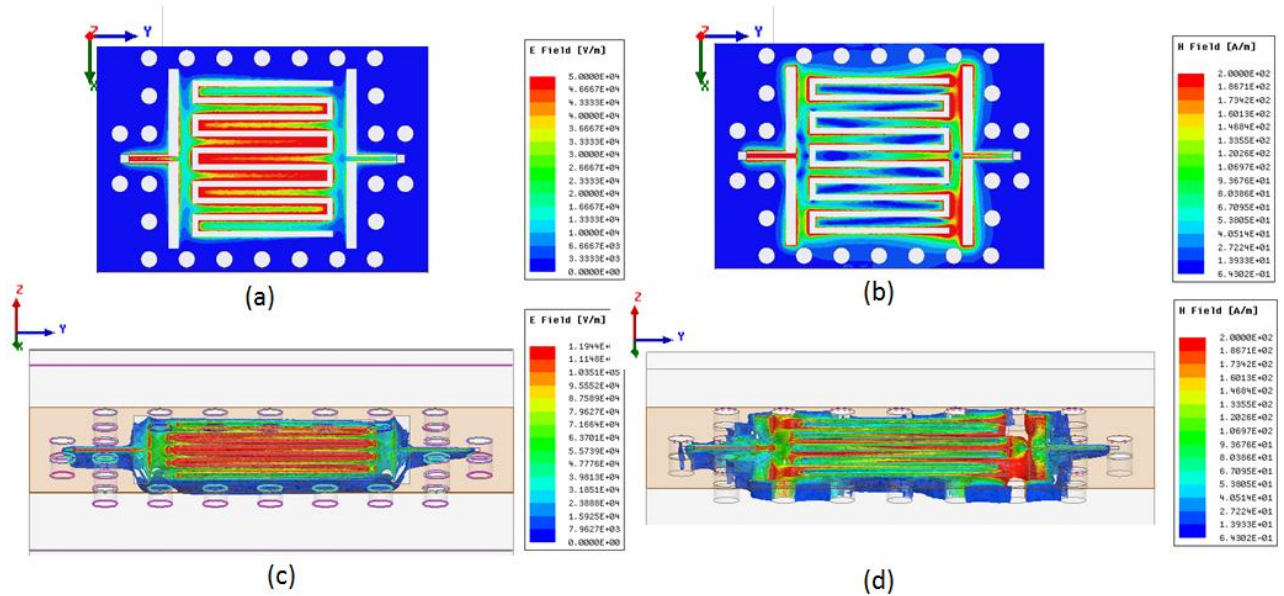 Z
Y
X
E Field [V/m]
5.0000E+04
4.6667E+04
4.3333E+04
4.0000E+04
3.6667E+04
3.3333E+04
3.0000E+04
2.6667E+04
2.3333E+04
2.0000E+04
1.6667E+04
1.3333E+04
1.0000E+04
6.6667E+03
3.3333E+03
0.0000E+00
(a)
Z
Y
X
H Field [A/m]
2.0000E+02
1.8671E+02
1.7342E+02
1.6013E+02
1.4684E+02
1.3355E+02
1.2026E+02
1.0697E+02
9.3676E+01
8.0386E+01
6.7095E+01
5.3805E+01
4.0514E+01
2.7224E+01
1.3933E+01
6.4302E-01
(b)
Z
Y
X
E Field [V/m]
1.1944E+
1.1148E+
1.0351E+05
9.5552E+04
8.7589E+04
7.9627E+04
7.1664E+04
6.3701E+04
5.5739E+04
4.7776E+04
3.9813E+04
3.1851E+04
2.3888E+04
1.5925E+04
7.9627E+03
0.0000E+00
(c)
Z
Y
H Field [A/m]
2.0000E+02
1.8671E+02
1.7342E+02
1.6013E+02
1.4684E+02
1.3355E+02
1.2026E+02
1.0697E+02
9.3676E+01
8.0386E+01
6.7095E+01
5.3805E+01
4.0514E+01
2.7224E+01
1.3933E+01
6.4302E-01
(d)